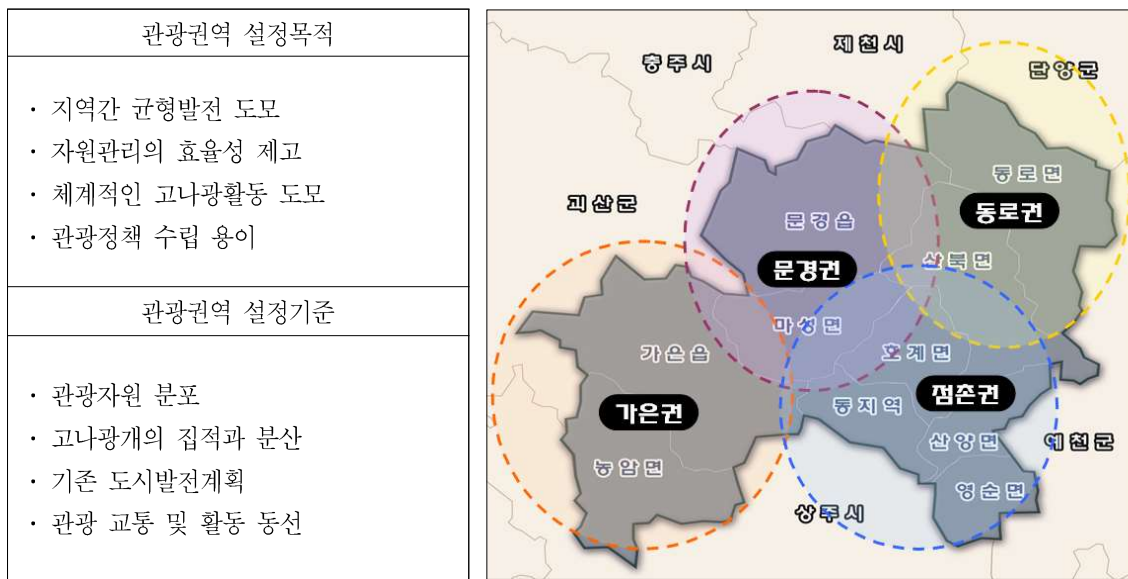 관광권역 설정목적
· 지역간 균형발전 도모
· 자원관리의 효율성 제고
· 체계적인 고나광활동 도모
· 관광정책 수립 용이
관광권역 설정기준
· 관광자원 분포
· 고나광개의 집적과 분산
· 기존 도시발전계획
· 관광 교통 및 활동 동선
제천시
충주시
단양군
동로면
괴산군
동로권
문경읍
산북면
문경권
마성면
가은읍
호계면
점촌권
동지역
가은권
산양면
예천군
농암면
영순면
상주시